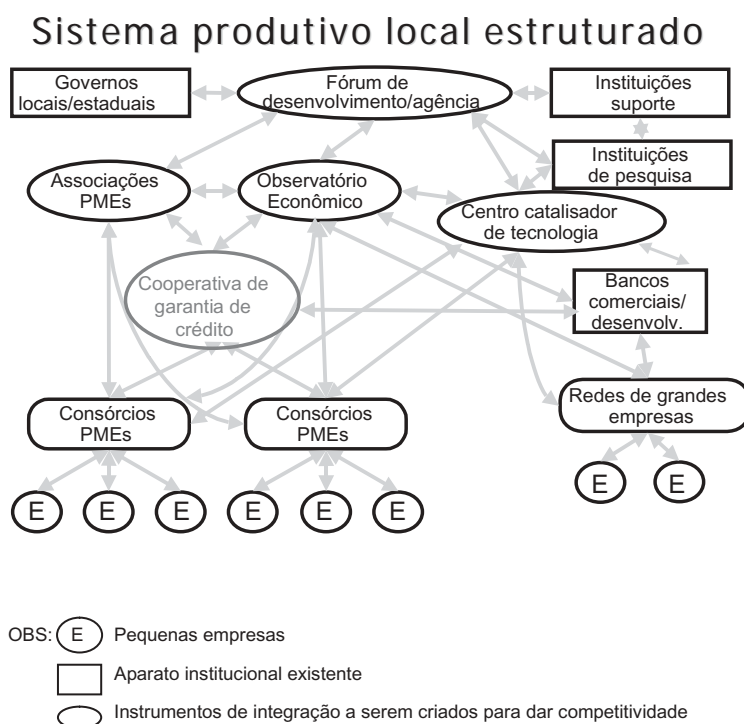 Sistema produtivo local estruturado
Governos
locais/estaduais
Fórum de
desenvolvimento/agência
Instituições
suporte
Instituições
de pesquisa
Associações
PMEs
Observatório
Econômico
Centro catalisador
de tecnologia
Cooperativa de
garantia de
crédito
Bancos
comerciais/
desenvolv.
Consórcios
PMEs
Consórcios
PMEs
Redes de grandes
empresas
E
E
E
E
E
E
E
E
OBS: E Pequenas empresas
Aparato institucional existente
Instrumentos de integração a serem criados para dar competitividade